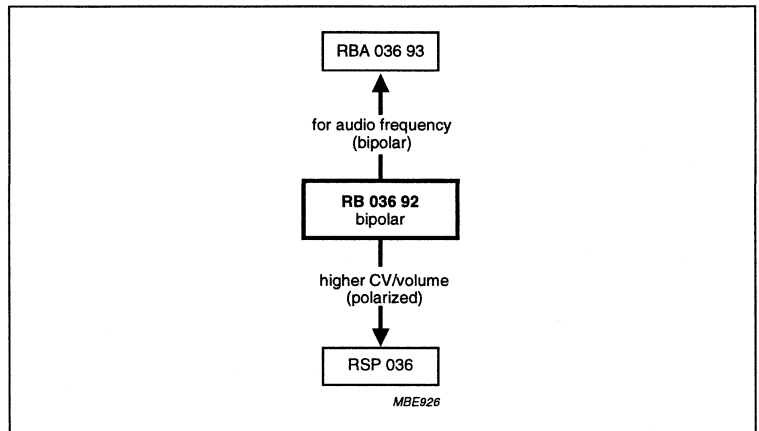 RBA 036 93
for audio frequency
(bipolar)
RB 036 92
bipolar
higher CV/volume
(polarized)
RSP 036
MBE926